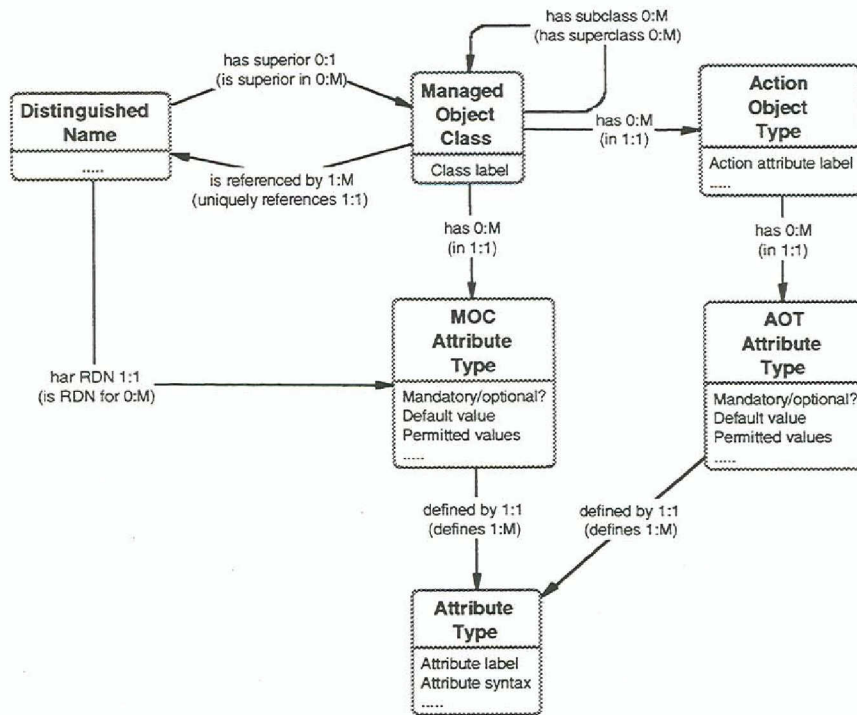 has subclass 0:M
(has superclass 0:M)
has superior 0:1
(is superior in 0:M)
Distinguished
Name
.....
Managed
Object
Class
Class label
has 0:M
(in 1:1)
Action
Object
Type
Action attribute label
.....
is referenced by 1:M
(uniquely references 1:1)
has 0:M
(in 1:1)
has 0:M
(in 1:1)
MOC
Attribute
Type
Mandatory/optional?
Default value
Permitted values
.....
AOT
Attribute
Type
Mandatory/optional?
Default value
Permitted values
.....
har RDN 1:1
(is RDN for 0:M)
defined by 1:1
(defines 1:M)
defined by 1:1
(defines 1:M)
Attribute
Type
Attribute label
Attribute syntax
.....